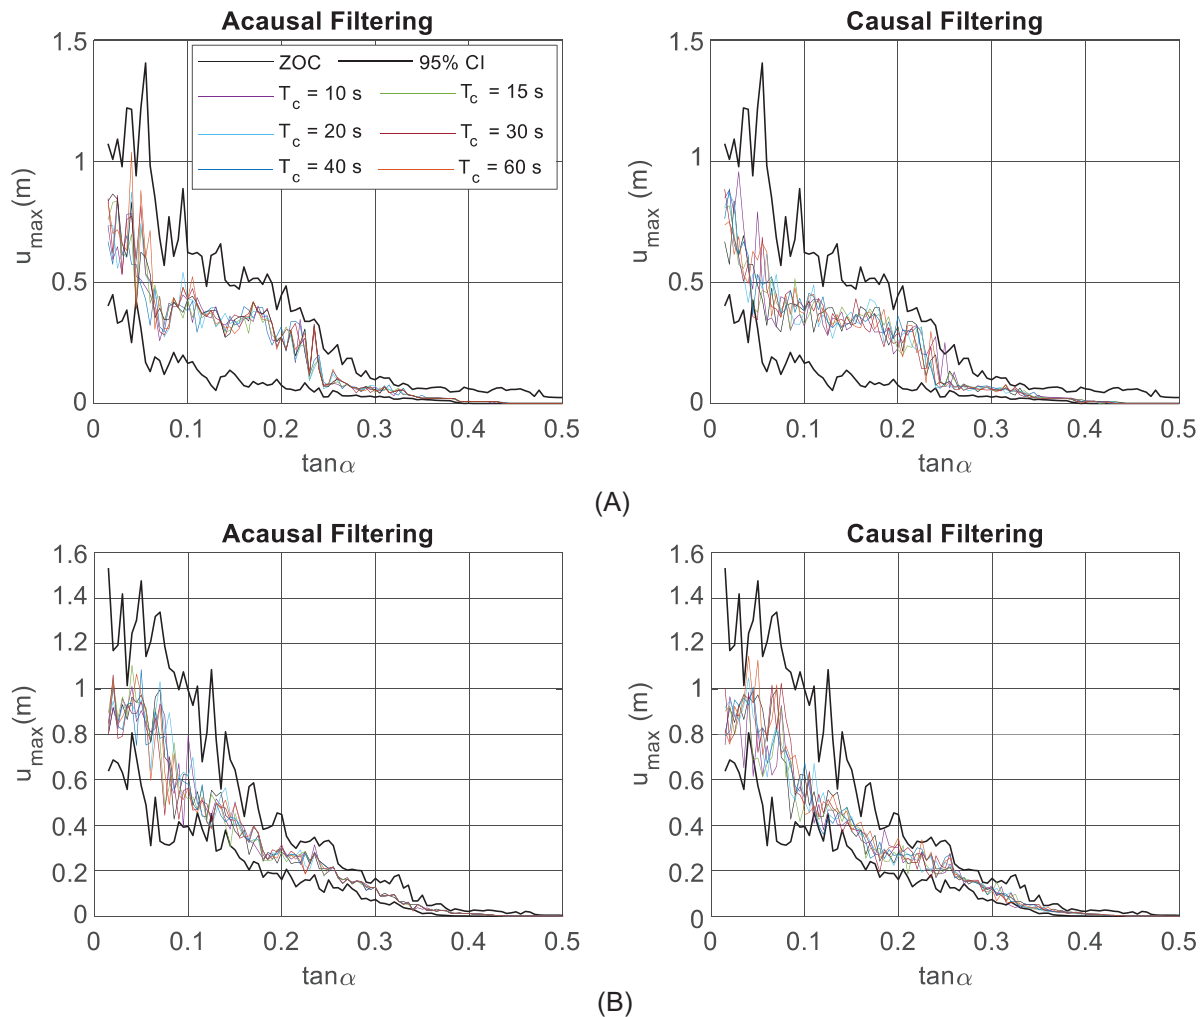 Acausal Filtering
1.5
1
0.5
0
u_max(m)
0 0.1 0.2 0.3 0.4 0.5
tanα
ZOC 95% CI
T_c = 10 s T_c = 15 s
T_c = 20 s T_c = 30 s
T_c = 40 s T_c = 60 s
Causal Filtering
1.5
1
0.5
0
u_max (m)
0 0.1 0.2 0.3 0.4 0.5
tanα
(A)
Acausal Filtering
1.6
1.4
1.2
1
0.8
0.6
0.4
0.2
0
u_max(m)
0 0.1 0.2 0.3 0.4 0.5
tanα
Causal Filtering
1.6
1.4
1.2
1
0.8
0.6
0.4
0.2
0
u_max (m)
0 0.1 0.2 0.3 0.4 0.5
tanα
(B)